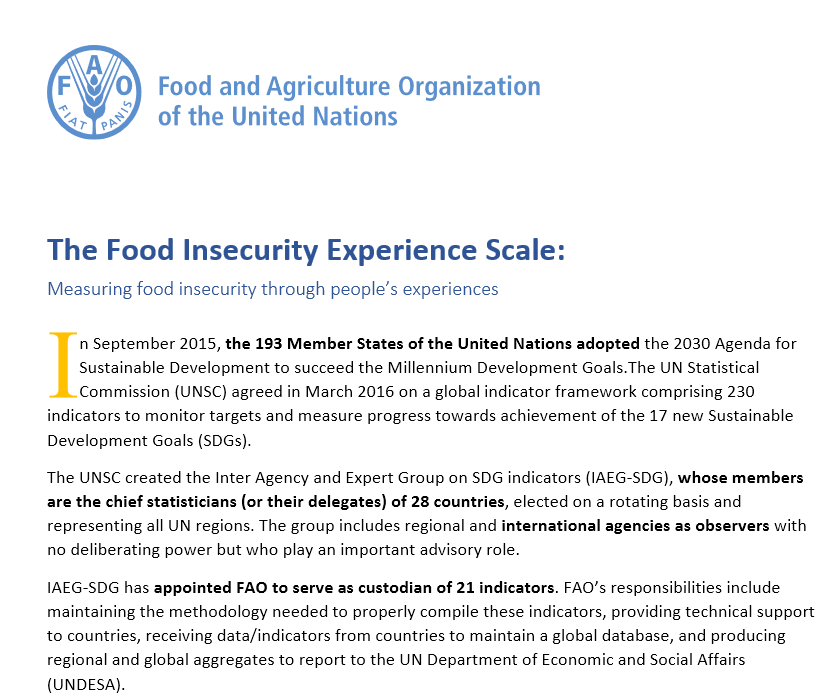 F A O
FIAT PANIS
Food and Agriculture Organization
of the United Nations
The Food Insecurity Experience Scale:
Measuring food insecurity through people’s experiences
In September 2015, the 193 Member States of the United Nations adopted the 2030 Agenda for
Sustainable Development to succeed the Millennium Development Goals.The UN Statistical
Commission (UNSC) agreed in March 2016 on a global indicator framework comprising 230
indicators to monitor targets and measure progress towards achievement of the 17 new Sustainable
Development Goals (SDGs).
The UNSC created the Inter Agency and Expert Group on SDG indicators (IAEG-SDG), whose members
are the chief statisticians (or their delegates) of 28 countries, elected on a rotating basis and
representing all UN regions. The group includes regional and international agencies as observers with
no deliberating power but who play an important advisory role.
IAEG-SDG has appointed FAO to serve as custodian of 21 indicators. FAO’s responsibilities include
maintaining the methodology needed to properly compile these indicators, providing technical support
to countries, receiving data/indicators from countries to maintain a global database, and producing
regional and global aggregates to report to the UN Department of Economic and Social Affairs
(UNDESA).